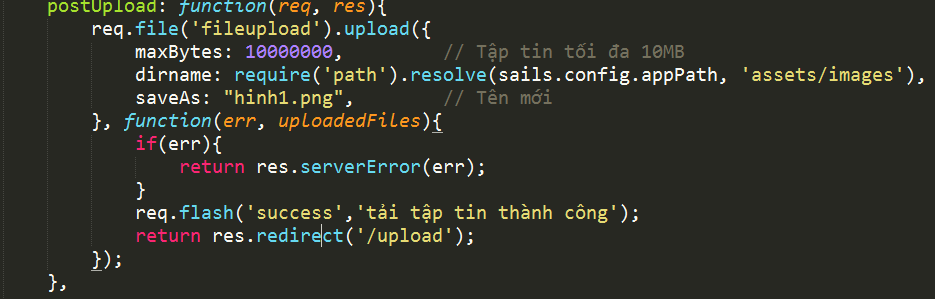 postUpload: function(req, res){
req.file('fileupload').upload({
maxBytes: 10000000, // Tập tin tối đa 10MB
dirname: require('path').resolve(sails.config.appPath, 'assets/images'),
saveAs: "hinh1.png", // Tên mới
}, function(err, uploadedFiles){
if(err){
return res.serverError(err);
}
req.flash('success','tải tập tin thành công');
return res.redirect('/upload');
});
},